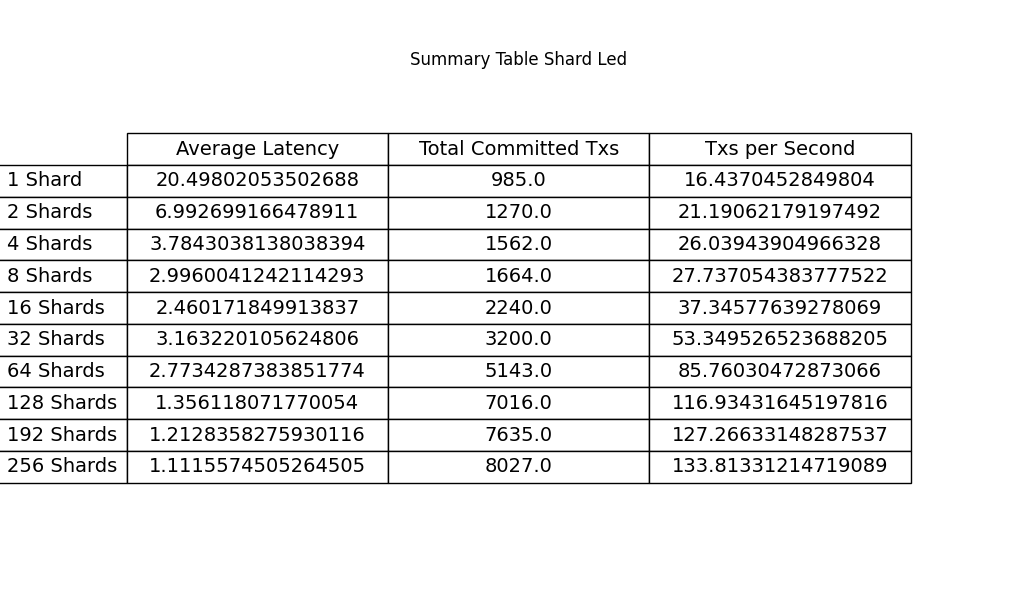 Summary Table Shard Led
Average Latency Total Committed Txs Txs per Second
1 Shard 20.49802053502688 985.0 16.4370452849804
2 Shards 6.992699166478911 1270.0 21.19062179197492
4 Shards 3.7843038138038394 1562.0 26.03943904966328
8 Shards 2.9960041242114293 1664.0 27.737054383777522
16 Shards 2.460171849913837 2240.0 37.34577639278069
32 Shards 3.163220105624806 3200.0 53.349526523688205
64 Shards 2.7734287383851774 5143.0 85.76030472873066
128 Shards 1.356118071770054 7016.0 116.93431645197816
192 Shards 1.2128358275930116 7635.0 127.26633148287537
256 Shards 1.1115574505264505 8027.0 133.81331214719089